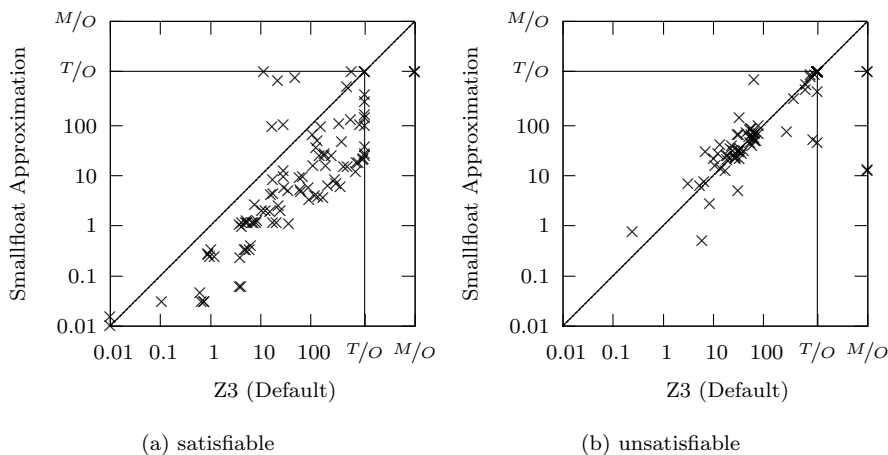 M/O
T/O
100
10
1
0.1
0.01
Smallfloat Approximation
0.01 0.1 1 10 100 T/O M/O
Z3 (Default)
(a) satisfiable
M/O
T/O
100
10
1
0.1
0.01
Smallfloat Approximation
0.01 0.1 1 10 100 T/O M/O
Z3 (Default)
(b) unsatisfiable